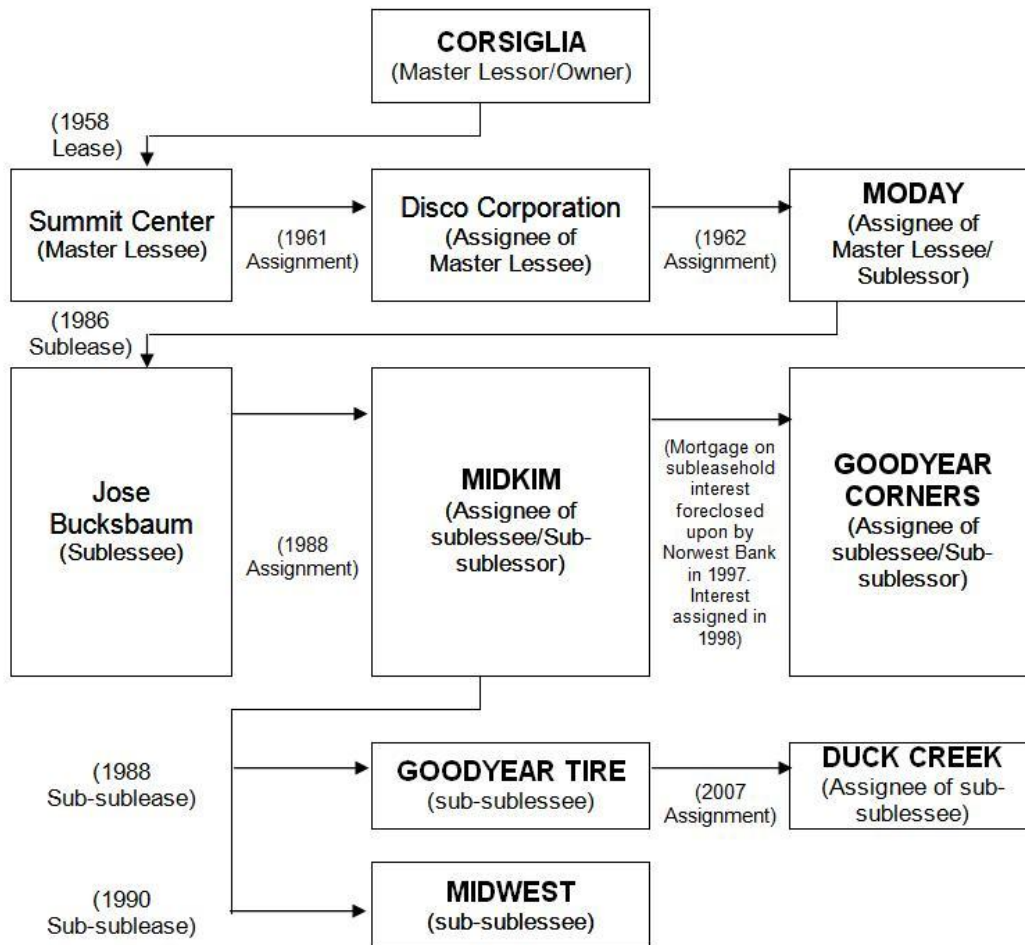 CORSIGLIA
(Master Lessor/Owner)
(1958
Lease)
Summit Center
(Master Lessee)
(1961
Assignment)
Disco Corporation
(Assignee of
Master Lessee)
(1962
Assignment)
MODAY
(Assignee of
Master Lessee/
Sublessor)
(1986
Sublease)
Jose
Bucksbaum
(Sublessee)
(1988
Assignment)
MIDKIM
(Assignee of
sublessee/Sub-
sublessor)
(Mortgage on
subleasehold
interest
foreclosed
upon by
Norwest Bank
in 1997.
Interest
assigned in
1998)
GOODYEAR
CORNERS
(Assignee of
sublessee/Sub-
sublessor)
(1988
Sub-sublease)
GOODYEAR TIRE
(sub-sublessee)
(2007
Assignment)
DUCK CREEK
(Assignee of sub-
sublessee)
(1990
Sub-sublease)
MIDWEST
(sub-sublessee)